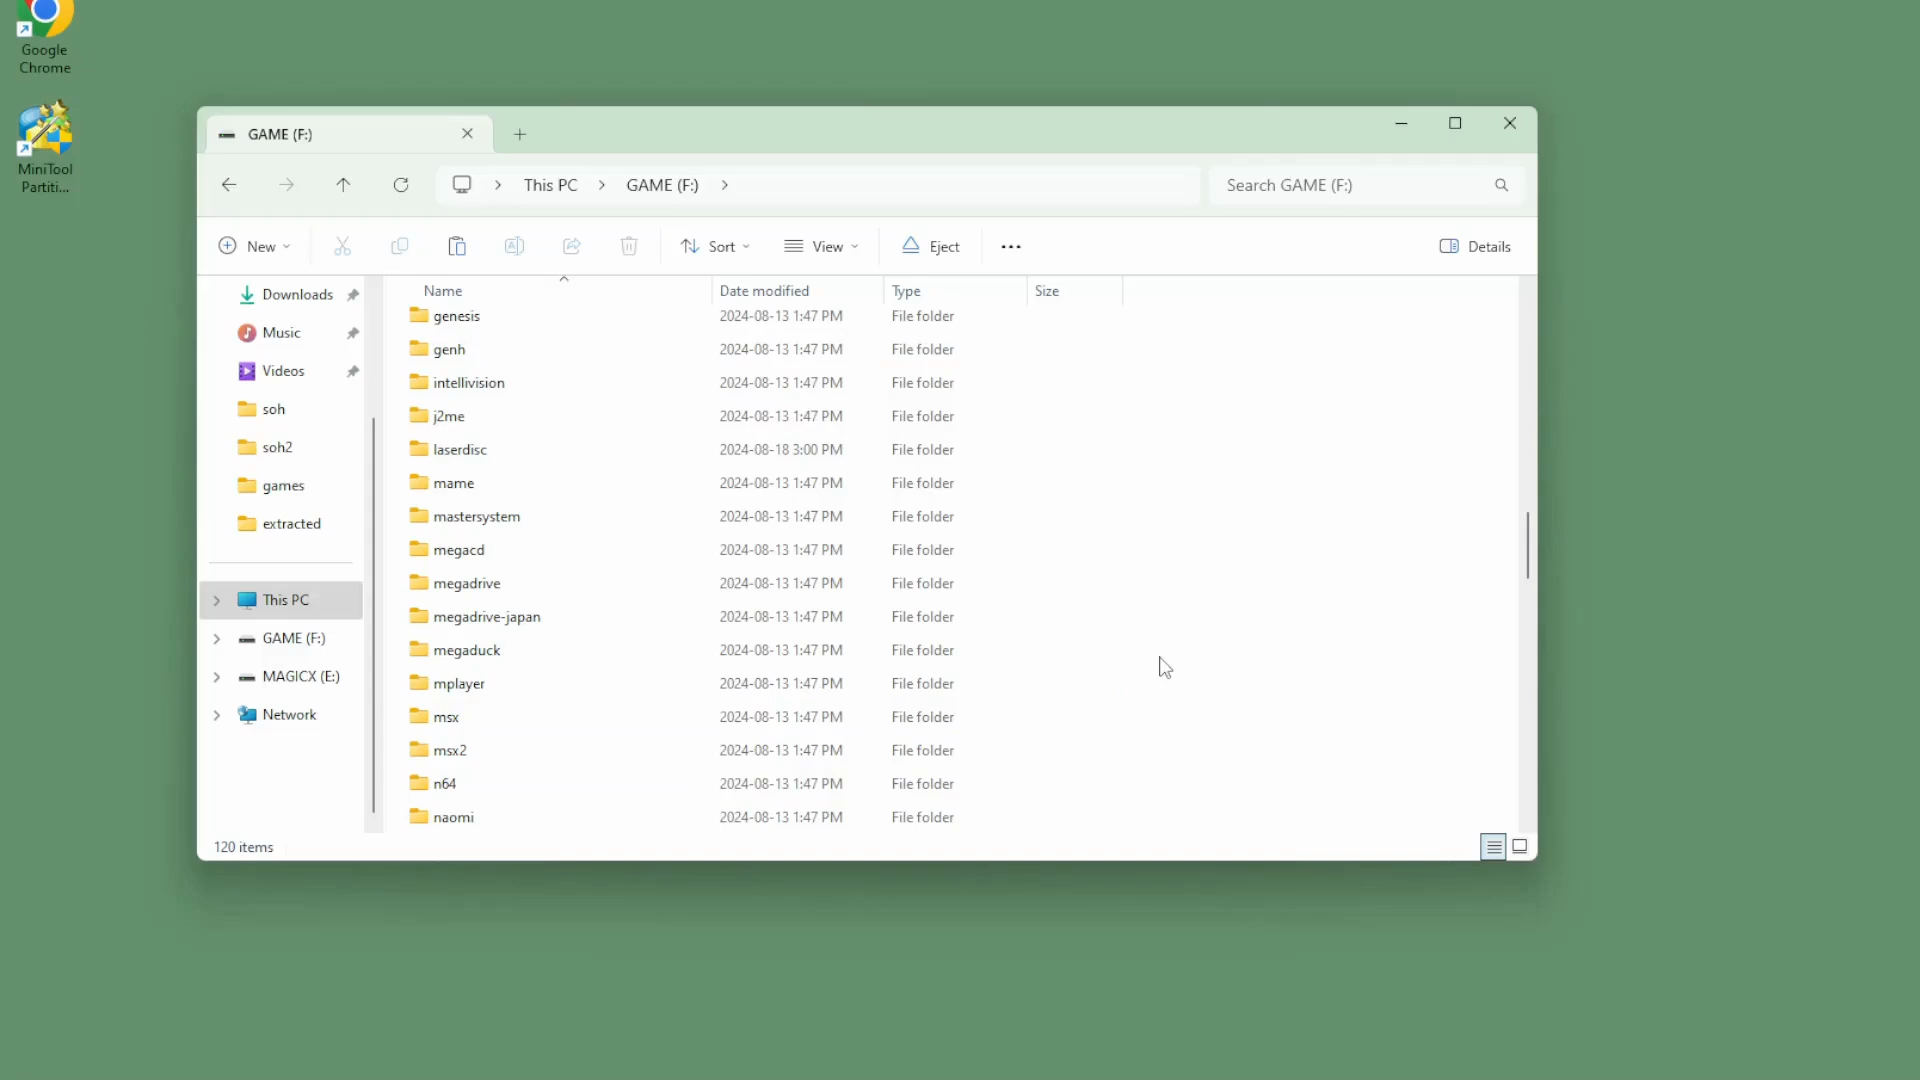 Google
Chrome
MiniTool
Partiti...
GAME (F:)
This PC
GAME (F:)
Search GAME (F:)
New
Sort
View
Eject
Details
Downloads
Music
Videos
soh
soh2
games
extracted
This PC
GAME (F:)
MAGICX (E:)
Network
Name Date modified Type Size
genesis 2024-08-13 1:47 PM File folder
genh 2024-08-13 1:47 PM File folder
intellivision 2024-08-13 1:47 PM File folder
j2me 2024-08-13 1:47 PM File folder
laserdisc 2024-08-18 3:00 PM File folder
mame 2024-08-13 1:47 PM File folder
mastersystem 2024-08-13 1:47 PM File folder
megacd 2024-08-13 1:47 PM File folder
megadrive 2024-08-13 1:47 PM File folder
megadrive-japan 2024-08-13 1:47 PM File folder
megaduck 2024-08-13 1:47 PM File folder
mplayer 2024-08-13 1:47 PM File folder
msx 2024-08-13 1:47 PM File folder
msx2 2024-08-13 1:47 PM File folder
n64 2024-08-13 1:47 PM File folder
naomi 2024-08-13 1:47 PM File folder
120 items